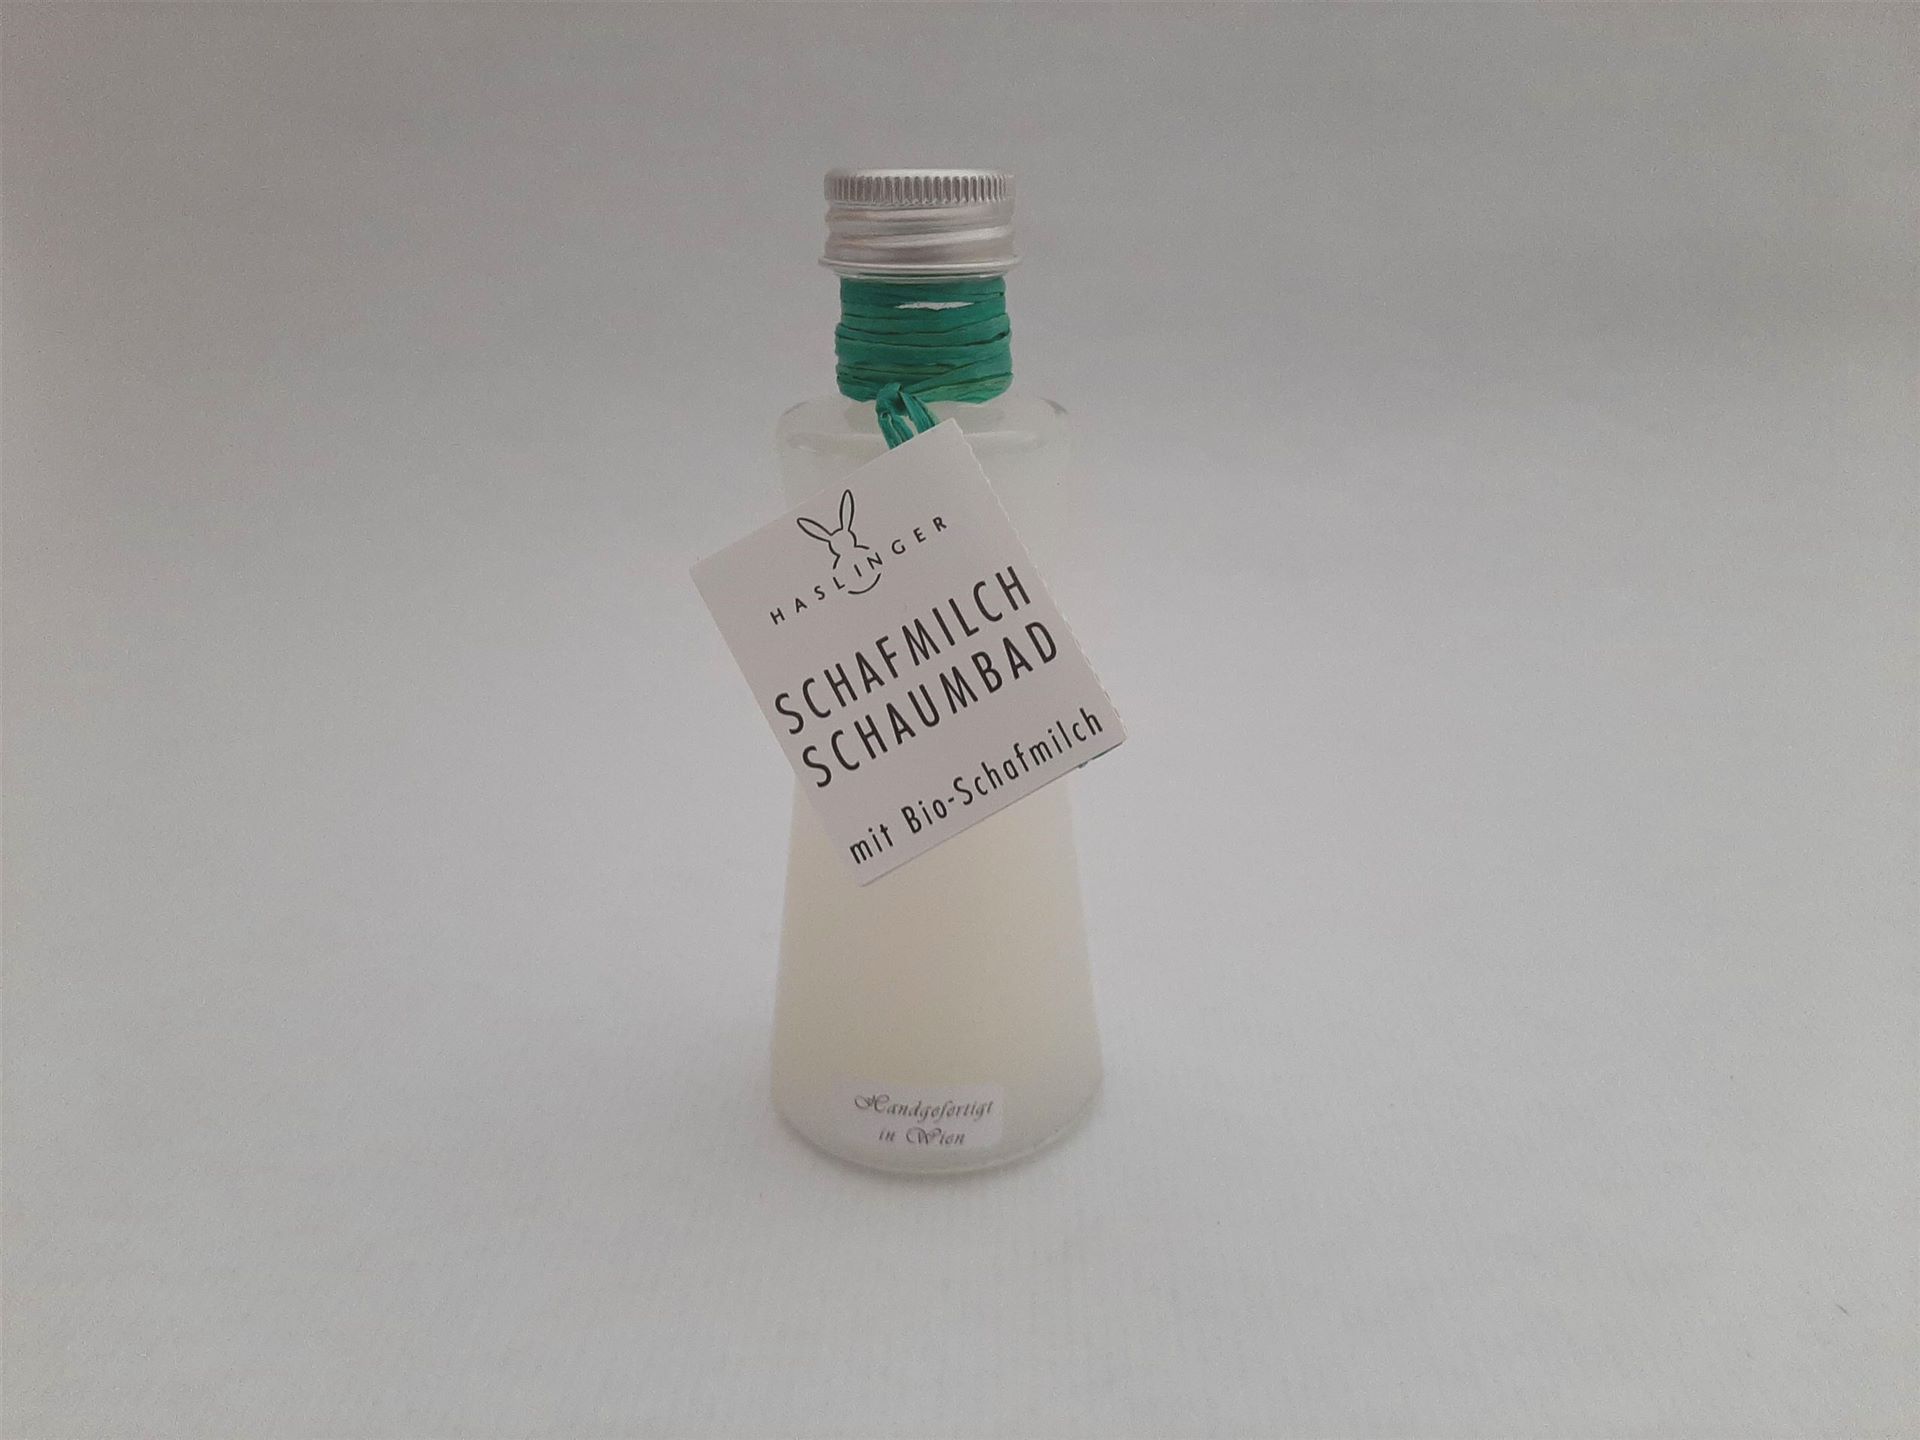 HASLINGER
SCHAFMILCH
SCHAUMBAD
mit Bio-Schafmilch
Handgefertigt
in Wien